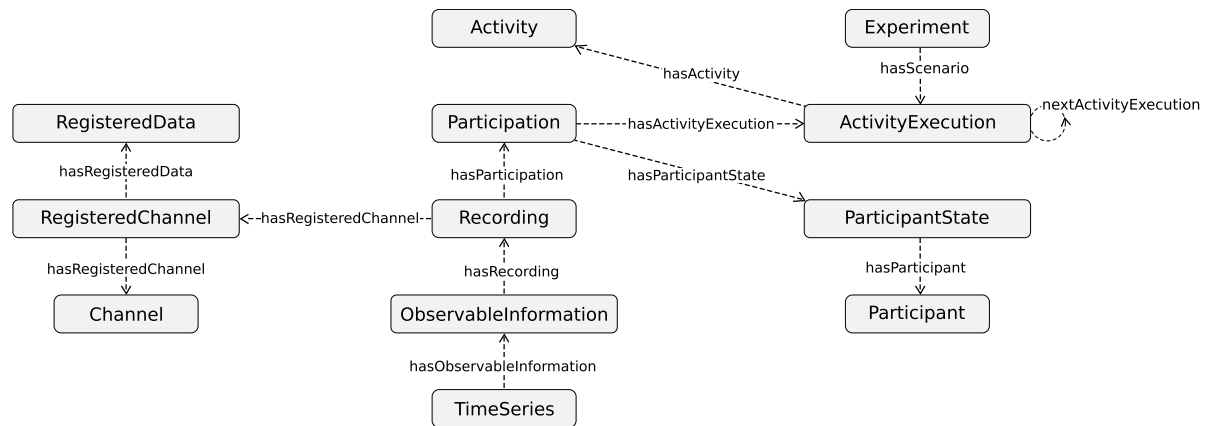 Activity
Experiment
hasActivity
hasScenario
nextActivityExecution
RegisteredData
Participation
hasActivityExecution
ActivityExecution
hasRegisteredData
hasParticipation
hasParticipantState
RegisteredChannel
hasRegisteredChannel
Recording
ParticipantState
hasRegisteredChannel
hasRecording
hasParticipant
Channel
ObservableInformation
Participant
hasObservableInformation
TimeSeries